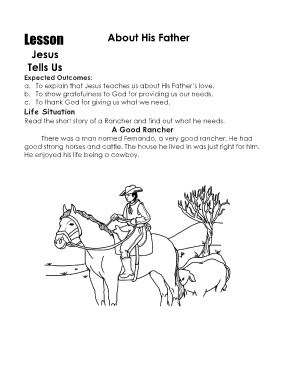 Lesson
About His Father
Jesus
Tells Us
Expected Outcomes:
a. To explain that Jesus teaches us about His Father's love.
b. To show gratefulness to God for providing us our needs.
c. To thank God for giving us what we need.
Life Situation
Read the short story of a Rancher and find out what he needs.
A Good Rancher
There was a man named Fernando, a very good rancher. He had
good strong horses and cattle. The house he lived in was just right for him.
He enjoyed his life being a cowboy.